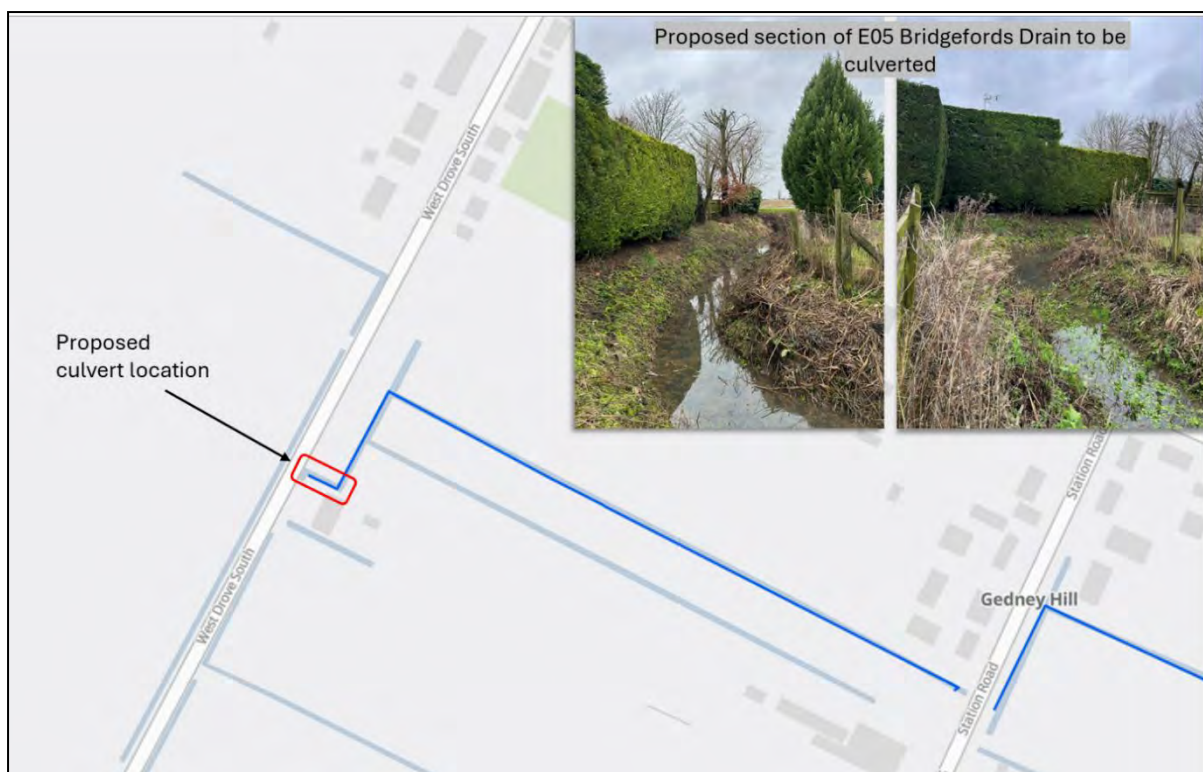 Proposed section of E05 Bridgefords Drain to be
culverted
West Drove South
Proposed
culvert location
Station Road
Gedney Hill
West Drove South
Station Road